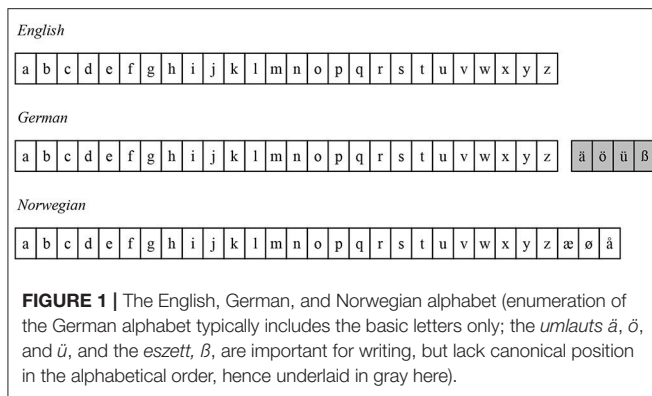 English
a b c d e f g h i j k l m n o p q r s t u v w x y z
German
a b c d e f g h i j k l m n o p q r s t u v w x y z ä ö ü ß
Norwegian
a b c d e f g h i j k l m n o p q r s t u v w x y z æ ø å
FIGURE 1 | The English, German, and Norwegian alphabet (enumeration of
the German alphabet typically includes the basic letters only; the umlauts ä, ö,
and ü, and the eszett, ß, are important for writing, but lack canonical position
in the alphabetical order, hence underlaid in gray here).